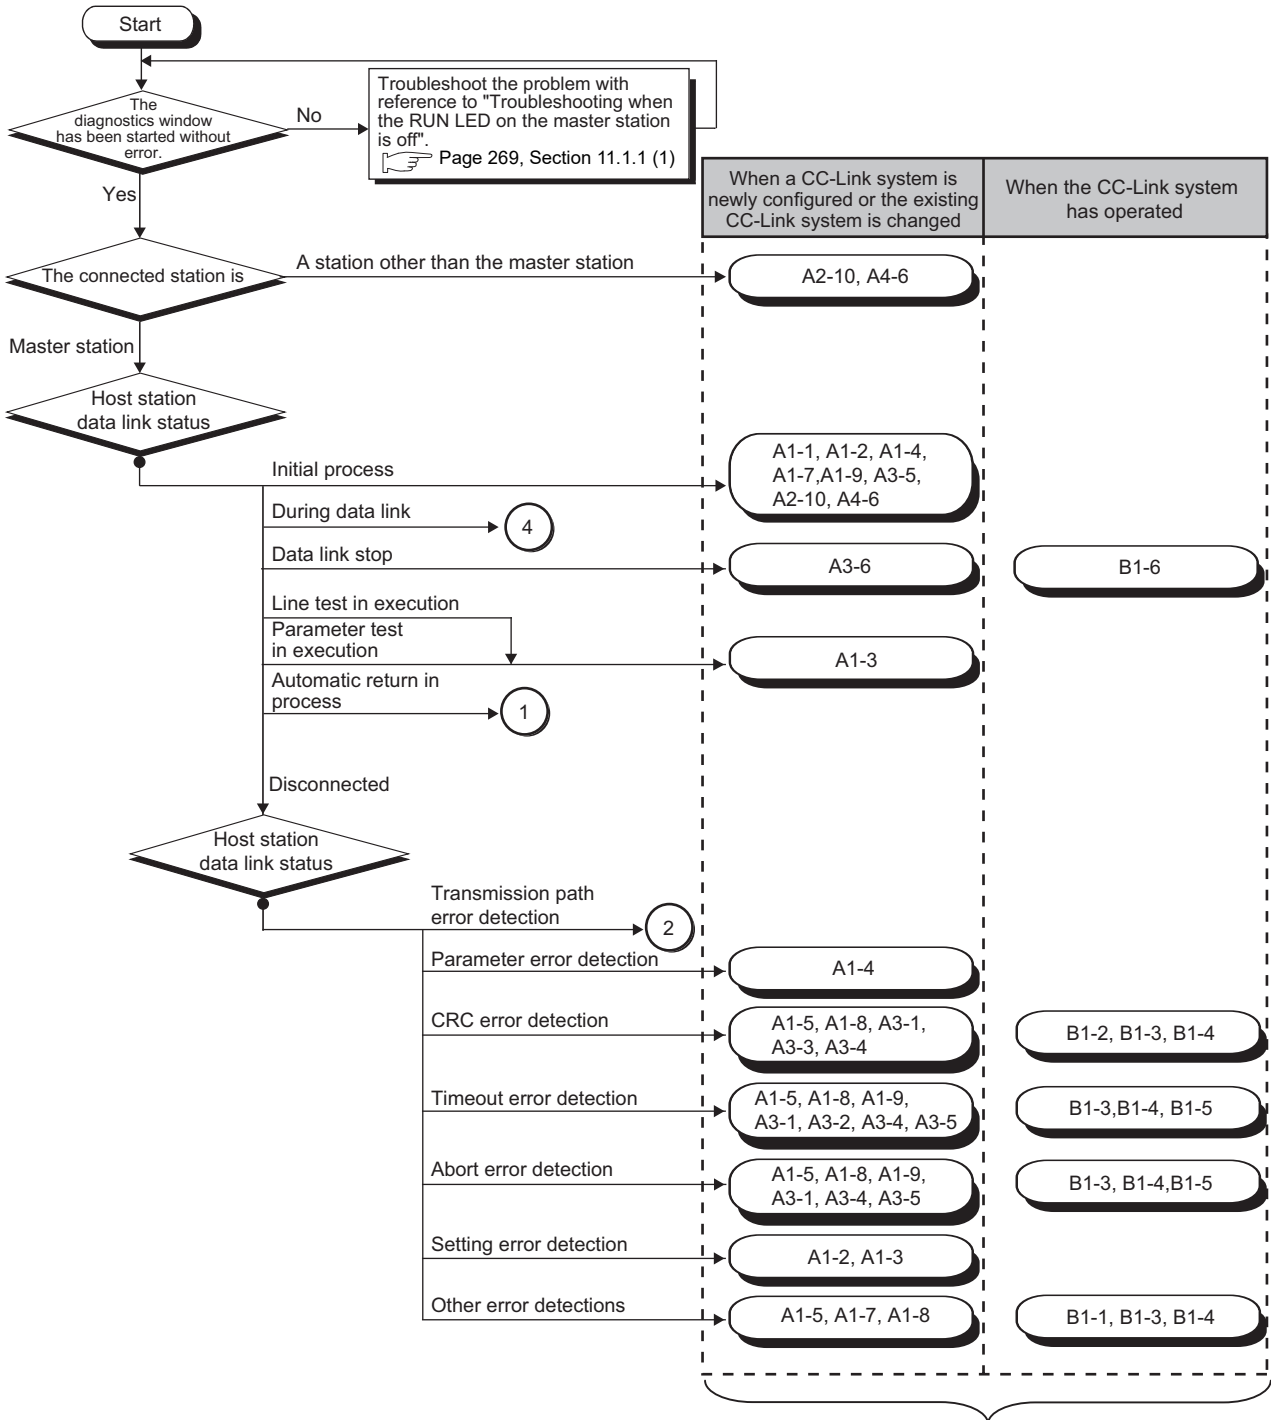 Start
The
diagnostics window
has been started without
error.
No
Troubleshoot the problem with
reference to "Troubleshooting when
the RUN LED on the master station
is off".
Page 269, Section 11.1.1 (1)
Yes
When a CC-Link system is
newly configured or the existing
CC-Link system is changed
When the CC-Link system
has operated
The connected station is
A station other than the master station
A2-10, A4-6
Master station
Host station
data link status
Initial process
A1-1, A1-2, A1-4,
A1-7,A1-9, A3-5,
A2-10, A4-6
During data link
4
Data link stop
A3-6
B1-6
Line test in execution
Parameter test
in execution
A1-3
Automatic return in
process
1
Disconnected
Host station
data link status
Transmission path
error detection
2
Parameter error detection
A1-4
CRC error detection
A1-5, A1-8, A3-1,
A3-3, A3-4
B1-2, B1-3, B1-4
Timeout error detection
A1-5, A1-8, A1-9,
A3-1, A3-2, A3-4, A3-5
B1-3,B1-4, B1-5
Abort error detection
A1-5, A1-8, A1-9,
A3-1, A3-4, A3-5
B1-3, B1-4,B1-5
Setting error detection
A1-2, A1-3
Other error detections
A1-5, A1-7, A1-8
B1-1, B1-3, B1-4